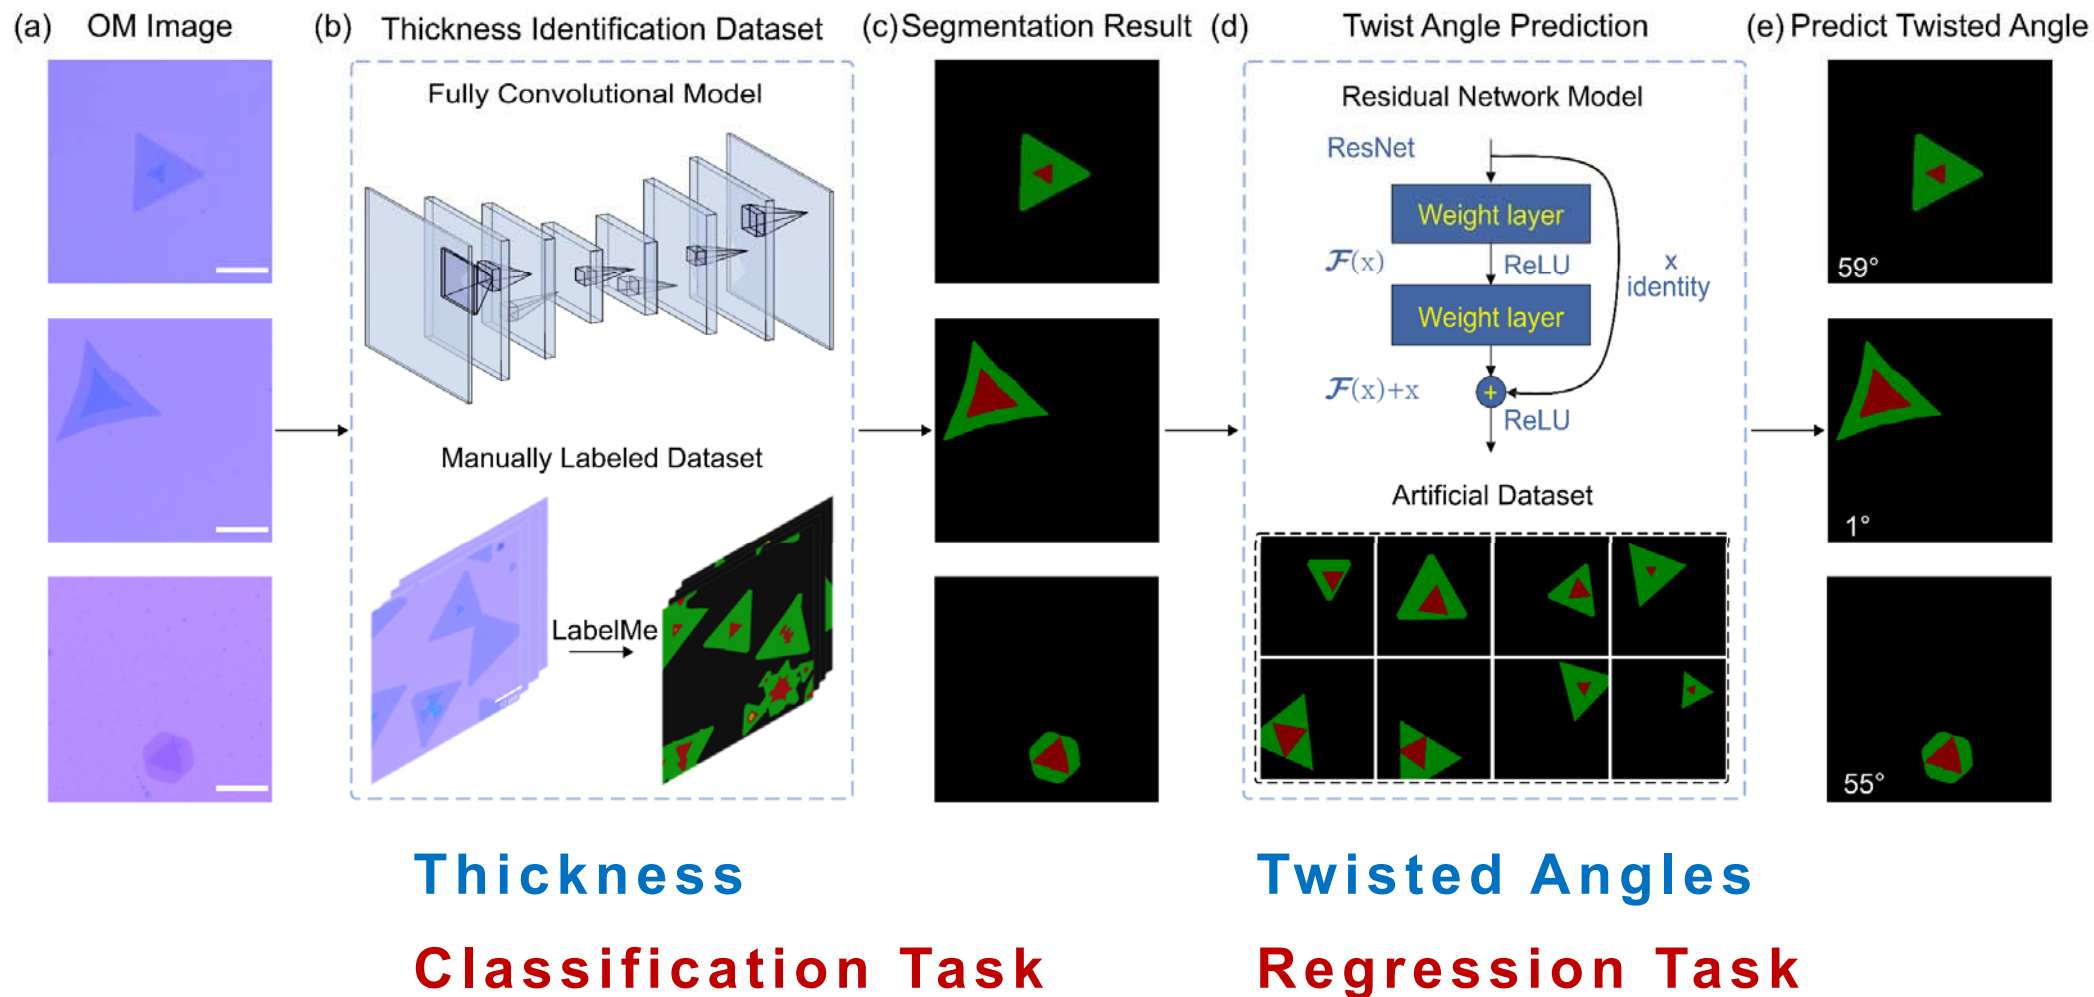 (a) OM Image
(b) Thickness Identification Dataset
Fully Convolutional Model
Manually Labeled Dataset
LabelMe
(c) Segmentation Result
(d) Twist Angle Prediction
Residual Network Model
ResNet
Weight layer
F(x)
ReLU
x
identity
Weight layer
F(x)+x
+
ReLU
Artificial Dataset
(e) Predict Twisted Angle
59°
1°
55°
Thickness
Twisted Angles
Classification Task
Regression Task